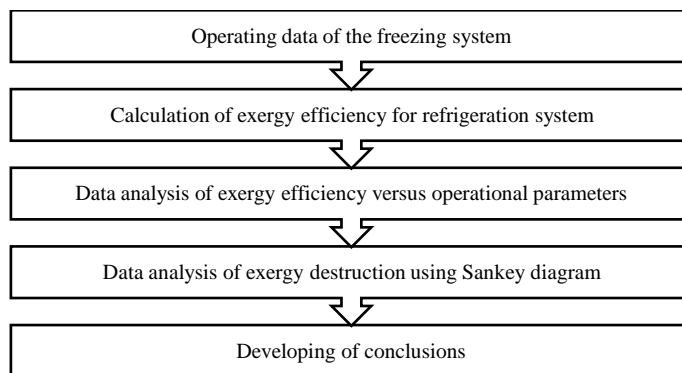 Operating data of the freezing system
Calculation of exergy efficiency for refrigeration system
Data analysis of exergy efficiency versus operational parameters
Data analysis of exergy destruction using Sankey diagram
Developing of conclusions